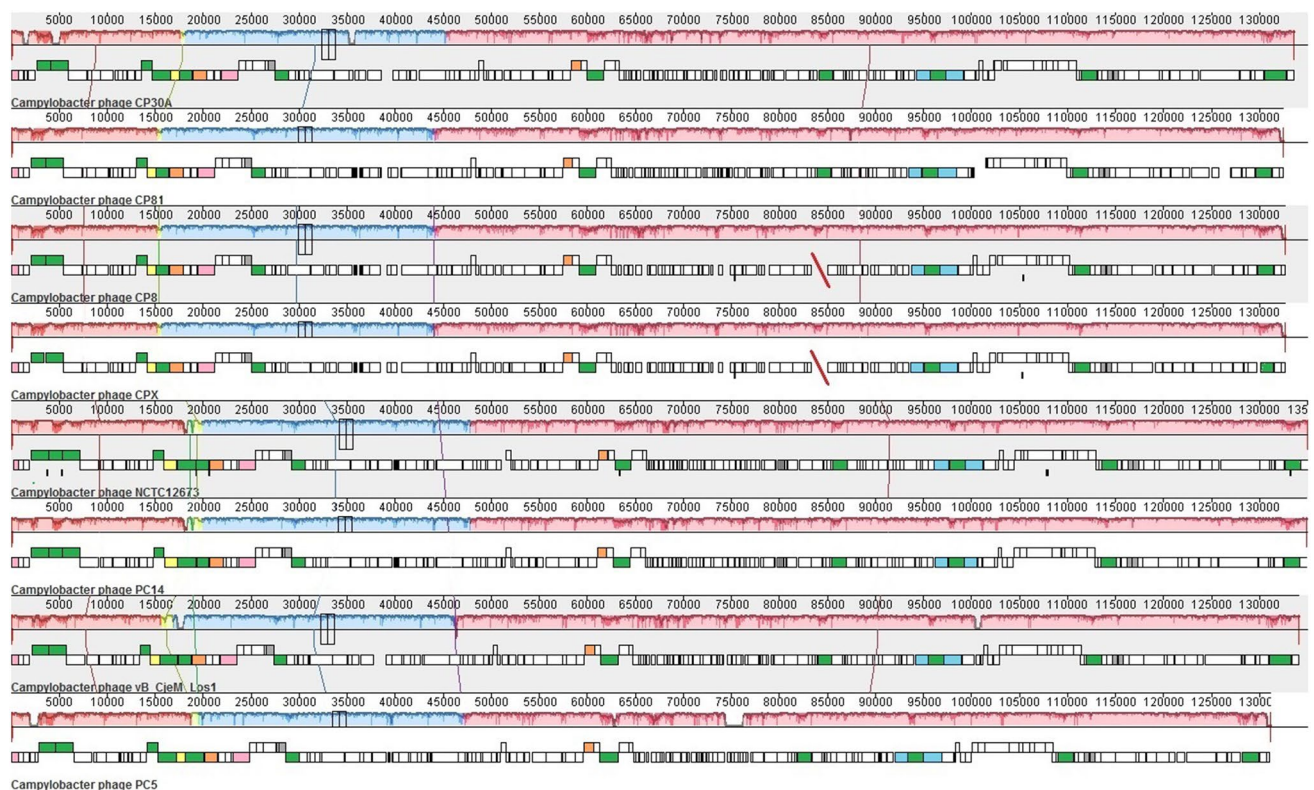 5000 10000 15000 20000 25000 30000 35000 40000 45000 50000 55000 60000 65000 70000 75000 80000 85000 90000 95000 100000 105000 110000 115000 120000 125000 130000
Campylobacter phage CP30A
5000 10000 15000 20000 25000 30000 35000 40000 45000 50000 55000 60000 65000 70000 75000 80000 85000 90000 95000 100000 105000 110000 115000 120000 125000 130000
Campylobacter phage CP81
5000 10000 15000 20000 25000 30000 35000 40000 45000 50000 55000 60000 65000 70000 75000 80000 85000 90000 95000 100000 105000 110000 115000 120000 125000 130000
Campylobacter phage CP8
5000 10000 15000 20000 25000 30000 35000 40000 45000 50000 55000 60000 65000 70000 75000 80000 85000 90000 95000 100000 105000 110000 115000 120000 125000 130000
Campylobacter phage CPX
5000 10000 15000 20000 25000 30000 35000 40000 45000 50000 55000 60000 65000 70000 75000 80000 85000 90000 95000 100000 105000 110000 115000 120000 125000 130000 135
Campylobacter phage NCTC12673
5000 10000 15000 20000 25000 30000 35000 40000 45000 50000 55000 60000 65000 70000 75000 80000 85000 90000 95000 100000 105000 110000 115000 120000 125000 130000
Campylobacter phage PC14
5000 10000 15000 20000 25000 30000 35000 40000 45000 50000 55000 60000 65000 70000 75000 80000 85000 90000 95000 100000 105000 110000 115000 120000 125000 130000
Campylobacter phage vB_CjeM_Los1
5000 10000 15000 20000 25000 30000 35000 40000 45000 50000 55000 60000 65000 70000 75000 80000 85000 90000 95000 100000 105000 110000 115000 120000 125000 13000
Campylobacter phage PC5